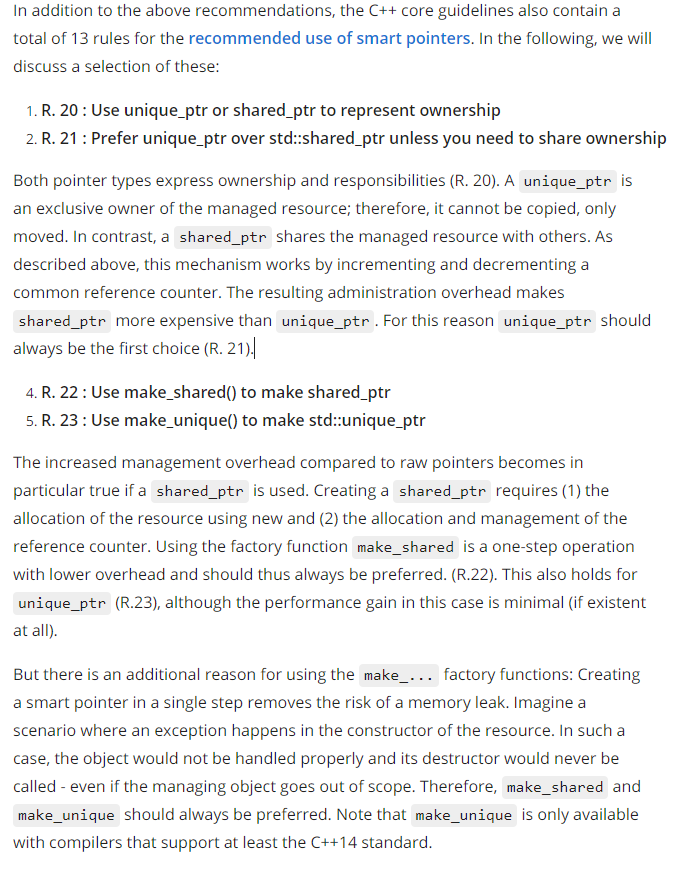 In addition to the above recommendations, the C++ core guidelines also contain a
total of 13 rules for the recommended use of smart pointers. In the following, we will
discuss a selection of these:
1. R. 20 : Use unique_ptr or shared_ptr to represent ownership
2. R. 21 : Prefer unique_ptr over std::shared_ptr unless you need to share ownership
Both pointer types express ownership and responsibilities (R. 20). A unique_ptr is
an exclusive owner of the managed resource; therefore, it cannot be copied, only
moved. In contrast, a shared_ptr shares the managed resource with others. As
described above, this mechanism works by incrementing and decrementing a
common reference counter. The resulting administration overhead makes
shared_ptr more expensive than unique_ptr. For this reason unique_ptr should
always be the first choice (R. 21).
4. R. 22 : Use make_shared() to make shared_ptr
5. R. 23 : Use make_unique() to make std::unique_ptr
The increased management overhead compared to raw pointers becomes in
particular true if a shared_ptr is used. Creating a shared_ptr requires (1) the
allocation of the resource using new and (2) the allocation and management of the
reference counter. Using the factory function make_shared is a one-step operation
with lower overhead and should thus always be preferred. (R.22). This also holds for
unique_ptr (R.23), although the performance gain in this case is minimal (if existent
at all).
But there is an additional reason for using the make_... factory functions: Creating
a smart pointer in a single step removes the risk of a memory leak. Imagine a
scenario where an exception happens in the constructor of the resource. In such a
case, the object would not be handled properly and its destructor would never be
called - even if the managing object goes out of scope. Therefore, make_shared and
make_unique should always be preferred. Note that make_unique is only available
with compilers that support at least the C++14 standard.